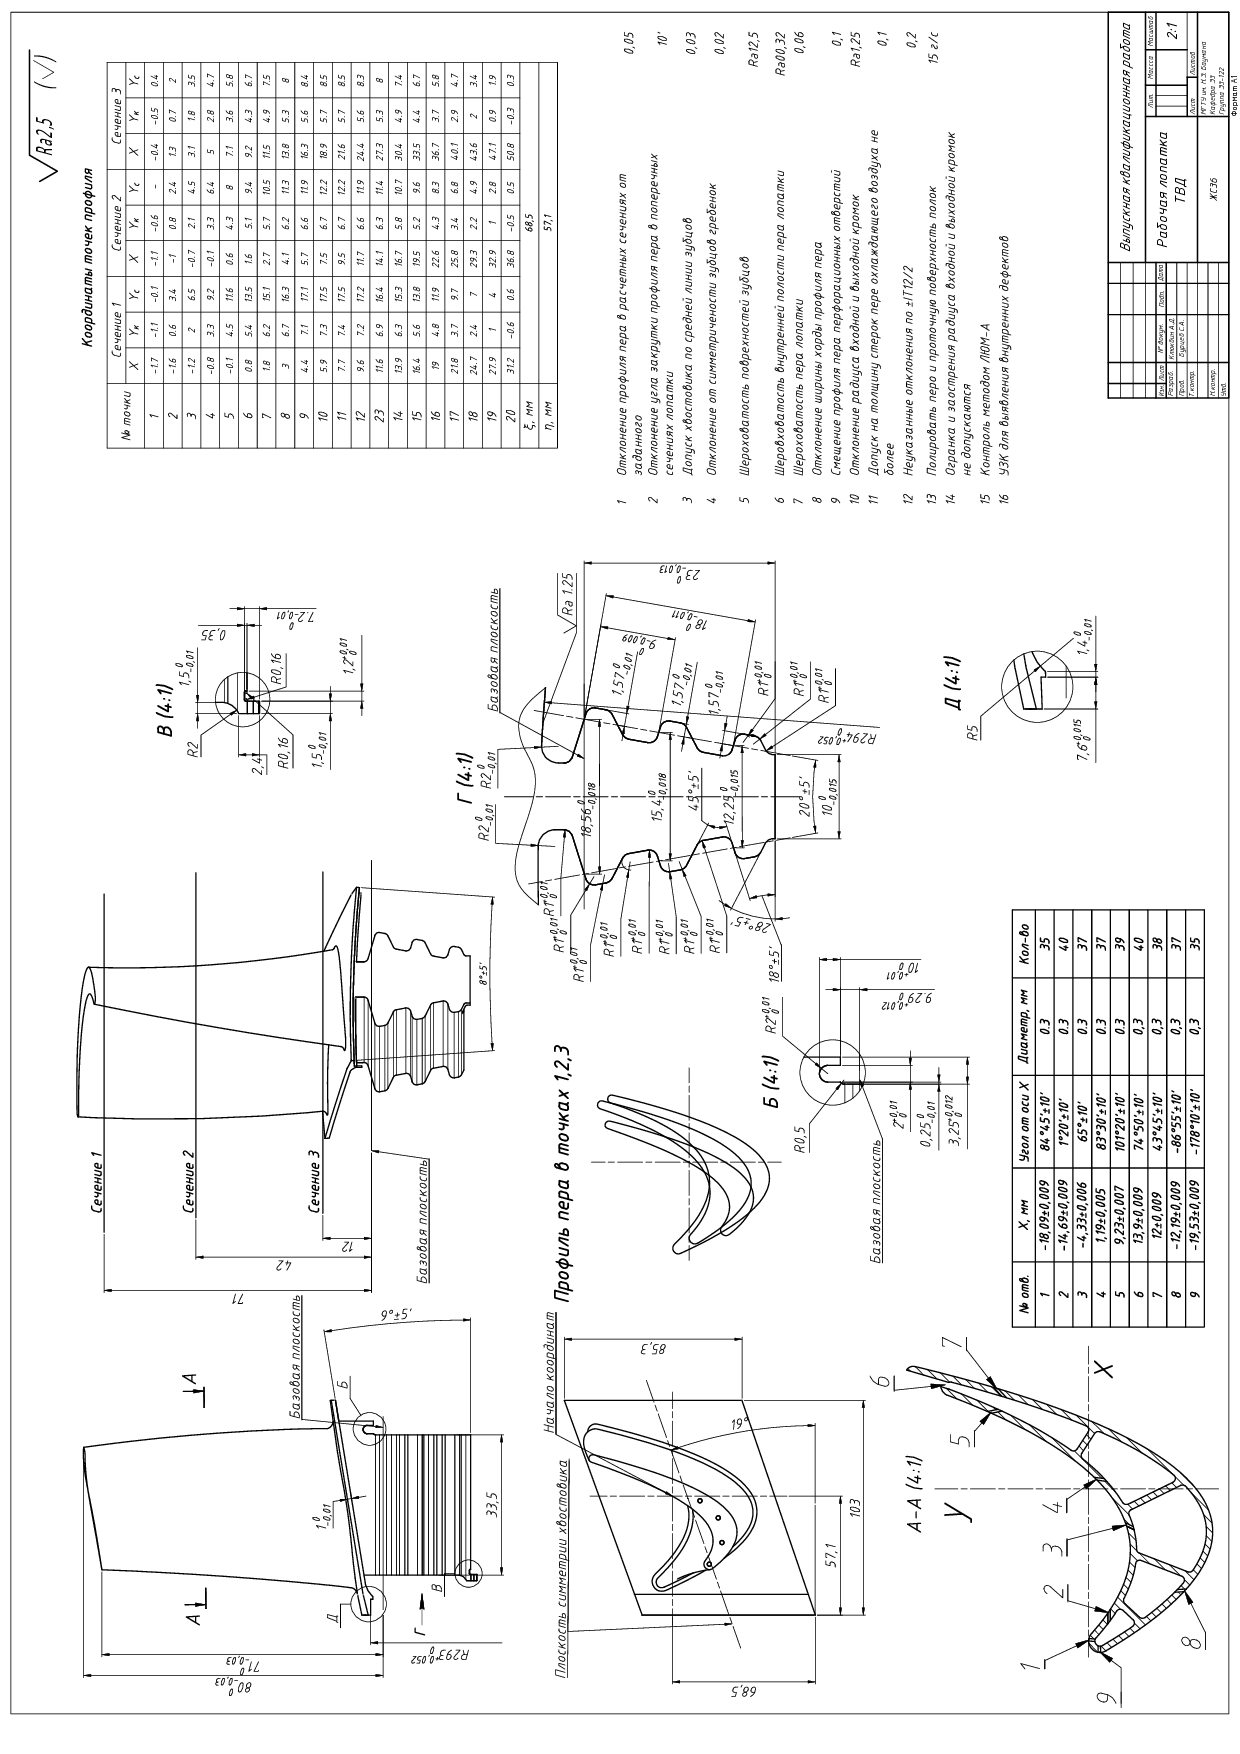 √Ra2,5 (√)
Координаты точек профиля
№ точки Сечение 1 Сечение 2 Сечение 3
X Yк Yс X Yк Yс X Yк Yс
1 -1.7 -1.1 -0.1 -1.1 -0.6 - -0.4 -0.5 0.4
2 -1.6 0.6 3.4 -1 0.8 2.4 1.3 0.7 2
3 -1.2 2 6.5 -0.7 2.1 4.5 3.1 1.8 3.5
4 -0.8 3.3 9.2 -0.1 3.3 6.4 5 2.8 4.7
5 -0.1 4.5 11.6 0.6 4.3 8 7.1 3.6 5.8
6 0.8 5.4 13.5 1.6 5.1 9.4 9.2 4.3 6.7
7 1.8 6.2 15.1 2.7 5.7 10.5 11.5 4.9 7.5
8 3 6.7 16.3 4.1 6.2 11.3 13.8 5.3 8
9 4.4 7.1 17.1 5.7 6.6 11.9 16.3 5.6 8.4
10 5.9 7.3 17.5 7.5 6.7 12.2 18.9 5.7 8.5
11 7.7 7.4 17.5 9.5 6.7 12.2 21.6 5.7 8.5
12 9.6 7.2 17.2 11.7 6.6 11.9 24.4 5.6 8.3
23 11.6 6.9 16.4 14.1 6.3 11.4 27.3 5.3 8
14 13.9 6.3 15.3 16.7 5.8 10.7 30.4 4.9 7.4
15 16.4 5.6 13.8 19.5 5.2 9.6 33.5 4.4 6.7
16 19 4.8 11.9 22.6 4.3 8.3 36.7 3.7 5.8
17 21.8 3.7 9.7 25.8 3.4 6.8 40.1 2.9 4.7
18 24.7 2.4 7 29.3 2.2 4.9 43.6 2 3.4
19 27.9 1 4 32.9 1 2.8 47.1 0.9 1.9
20 31.2 -0.6 0.6 36.8 -0.5 0.5 50.8 -0.3 0.3
ξ, мм 68,5
η, мм 57,1
1 Отклонение профиля пера в расчетных сечениях от 0,05
заданного
2 Отклонение угла закрутки профиля пера в поперечных 10'
сечениях лопатки
3 Допуск хвостовика по средней линии зубцов 0,03
4 Отклонение от симметричености зубцов гребенок 0,02
5 Шероховатость поврехностей зубцов Ra12,5
6 Шеровховатость внутренней полости пера лопатки Ra00,32
7 Шероховатость пера лопатки 0,06
8 Отклонение ширины хорды профиля пера
9 Смещение профиля пера перфорационных отверстий 0,1
10 Отклонение радиуса входной и выходной кромок Ra1,25
11 Допуск на толщину стерок пере охлаждающего воздуха не 0,1
более
12 Неуказанные отклонения по ±IT12/2 0,2
13 Полировать перо и проточную поверхность полок 15 г/с
14 Огранка и заострения радиуса входной и выходной кромок
не допускаются
15 Контроль методом ЛЮМ-А
16 УЗК для выявления внутренних дефектов
В (4:1)
1,5 0 -0,01
0,35
7.2 0 -0,01
R2
R0,16
1,2 +0,01 0
2,4
R0,16
1,5 0 -0,01
Г (4:1)
Базовая плоскость
√Ra 1.25
R2 0 -0,01
R2 0 -0,01
23 0 -0,013
18 0 -0,011
9 0 -0,009
1,57 0 -0,01
1,57 0 -0,01
1,57 0 -0,01
R1 +0,01 0
R1 +0,01 0
R1 +0,01 0
R294 +0,052 0
18,56 0 -0,018
15,4 0 -0,018
45°±5'
12,25 0 -0,015
20°±5'
10 0 -0,015
R1 +0,01 0
R1 +0,01 0
R1 +0,01 0
R1 +0,01 0
R1 +0,01 0
R1 +0,01 0
R1 +0,01 0
R1 +0,01 0
28°±5'
18°±5'
Д (4:1)
R5
1,4 0 -0,01
7,6 +0,015 0
Сечение 1
Сечение 2
Сечение 3
12
42
71
8°±5'
Базовая плоскость
Профиль пера в точках 1,2,3
Б (4:1)
R2 +0,01 0
R0,5
10 0 +0,01
9.29 0 +0,012
2 +0,01 0
0,25 0 -0,01
3,25 +0,012 0
Базовая плоскость
А
А
1 0 -0,01
6°±5'
Базовая плоскость
Б
33,5
В
Д
Г
R293 +0,052 0
71 0 -0,03
80 0 -0,03
Начало координат
Плоскость симметрии хвостовика
85,3
19°
57,1
103
68,5
А-А (4:1)
У
Х
1
2
3
4
5
6
7
8
9
№ отв. X, мм Угол от оси X Диаметр, мм Кол-во
1 -18,09±0,009 84°45'±10' 0.3 35
2 -14,69±0,009 1°20'±10' 0.3 40
3 -4,33±0,006 65°±10' 0.3 37
4 1,19±0,005 83°30'±10' 0.3 37
5 9,23±0,007 101°20'±10' 0.3 39
6 13,9±0,009 74°50'±10' 0,3 40
7 12±0,009 43°45'±10' 0,3 38
8 -12,19±0,009 -86°55'±10' 0,3 37
9 -19,53±0,009 -178°10'±10' 0,3 35
Выпускная квалификационная работа
Рабочая лопатка
ТВД
ЖС36
Лит. Массса Масштаб
2:1
Лист Листов
МГТУ им. Н.Э. Баумана
Кафедра Э3
Группа Э3-122
Изм. Лист № докум. Подп. Дата
Разраб.
Пров. Бурцев С.А.
Т.контр.
Н.контр.
Утв.
Формат А1